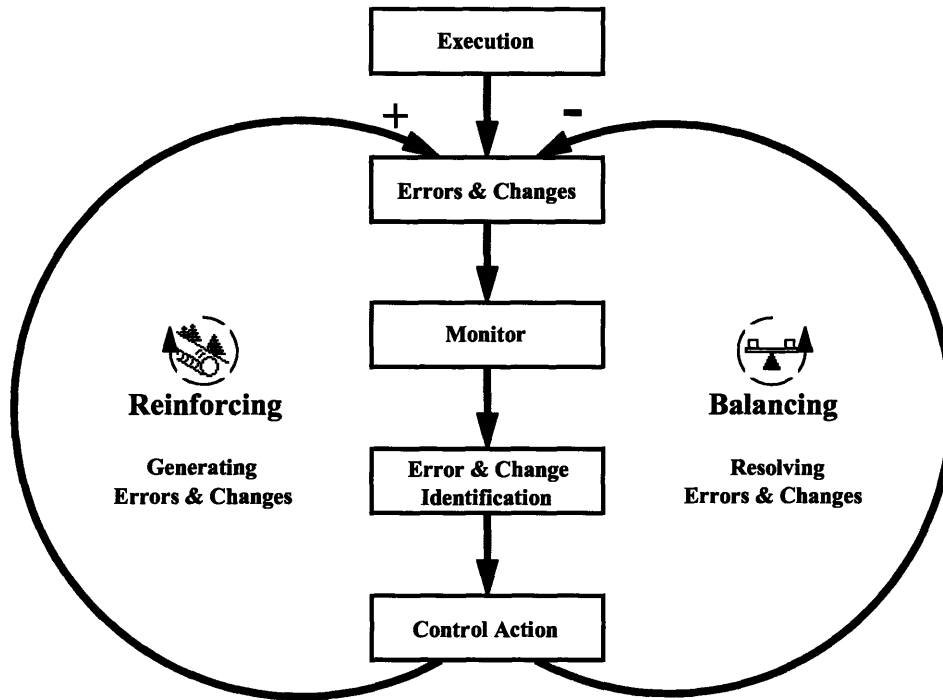 Execution
+
-
Errors & Changes
Monitor
Reinforcing
Balancing
Generating
Errors & Changes
Error & Change
Identification
Resolving
Errors & Changes
Control Action